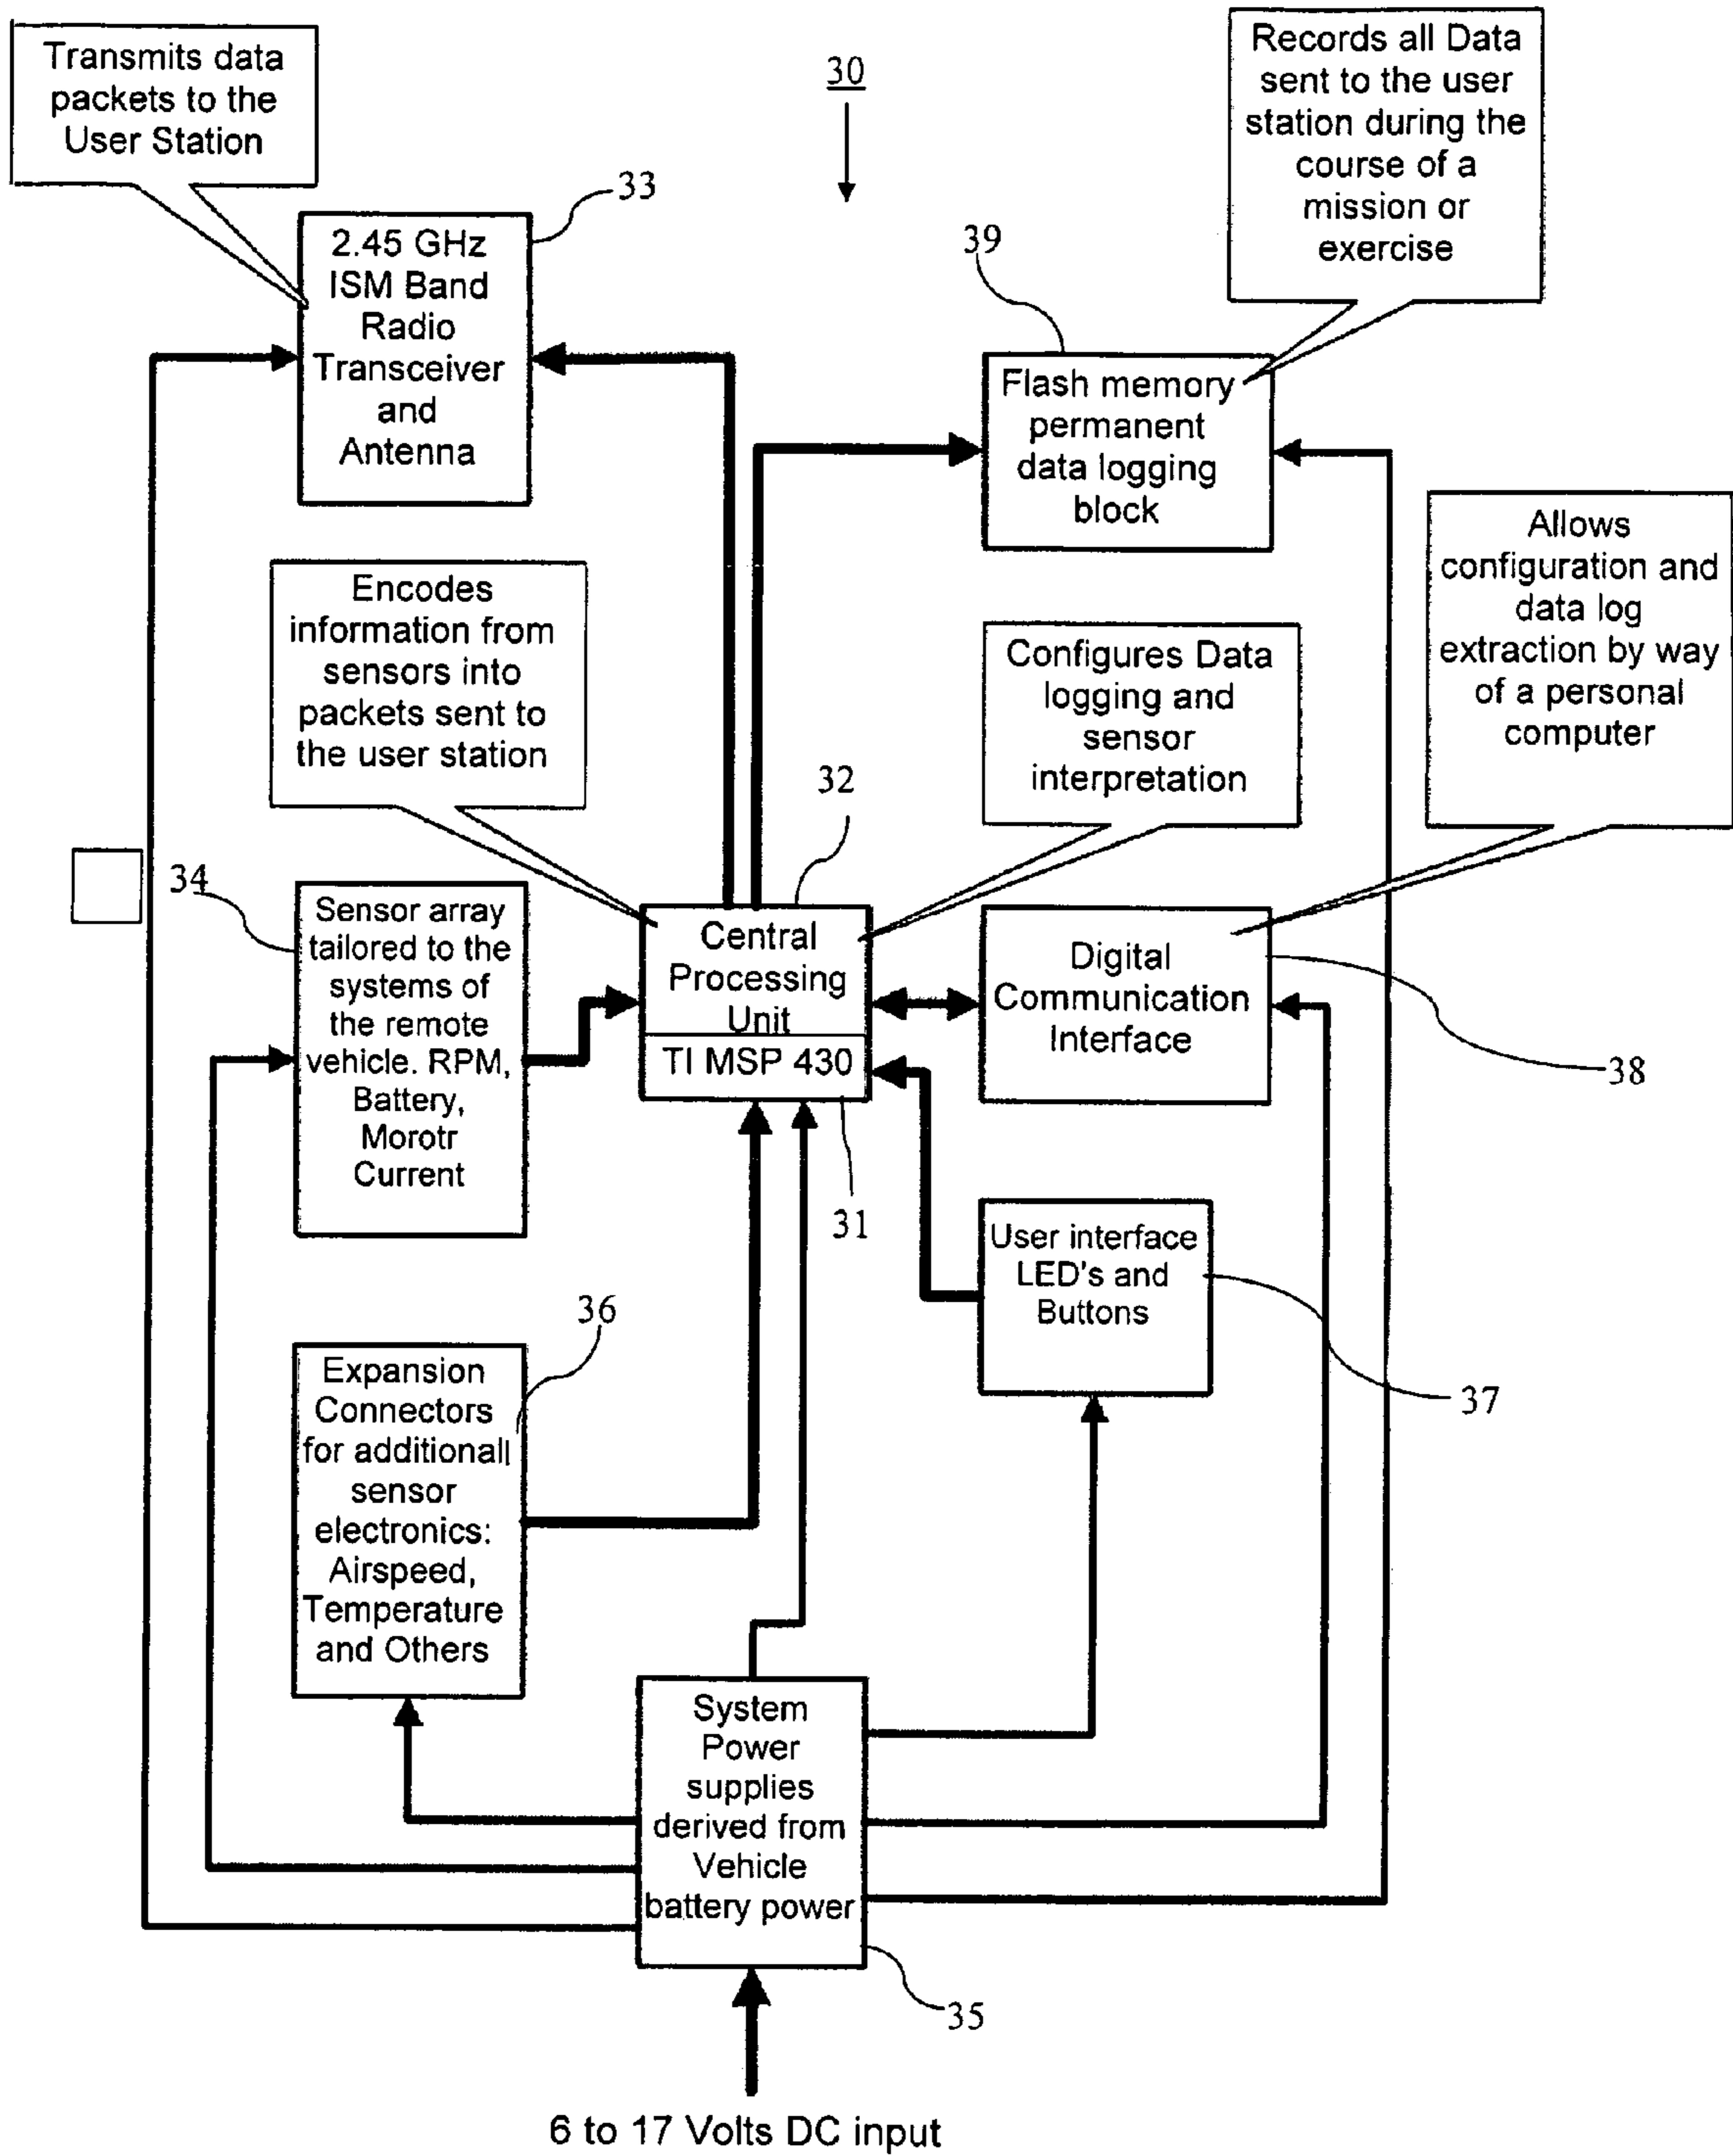 Transmits data
packets to the
User Station
30
Records all Data
sent to the user
station during the
course of a
mission or
exercise
33
2.45 GHz
ISM Band
Radio
Transceiver
and
Antenna
39
Flash memory
permanent
data logging
block
Allows
configuration and
data log
extraction by way
of a personal
computer
Encodes
information from
sensors into
packets sent to
the user station
Configures Data
logging and
sensor
interpretation
32
34
Sensor array
tailored to the
systems of
the remote
vehicle. RPM,
Battery,
Morotr
Current
Central
Processing
Unit
TI MSP 430
31
Digital
Communication
Interface
38
User interface
LED's and
Buttons
37
36
Expansion
Connectors
for additionall
sensor
electronics:
Airspeed,
Temperature
and Others
System
Power
supplies
derived from
Vehicle
battery power
35
6 to 17 Volts DC input